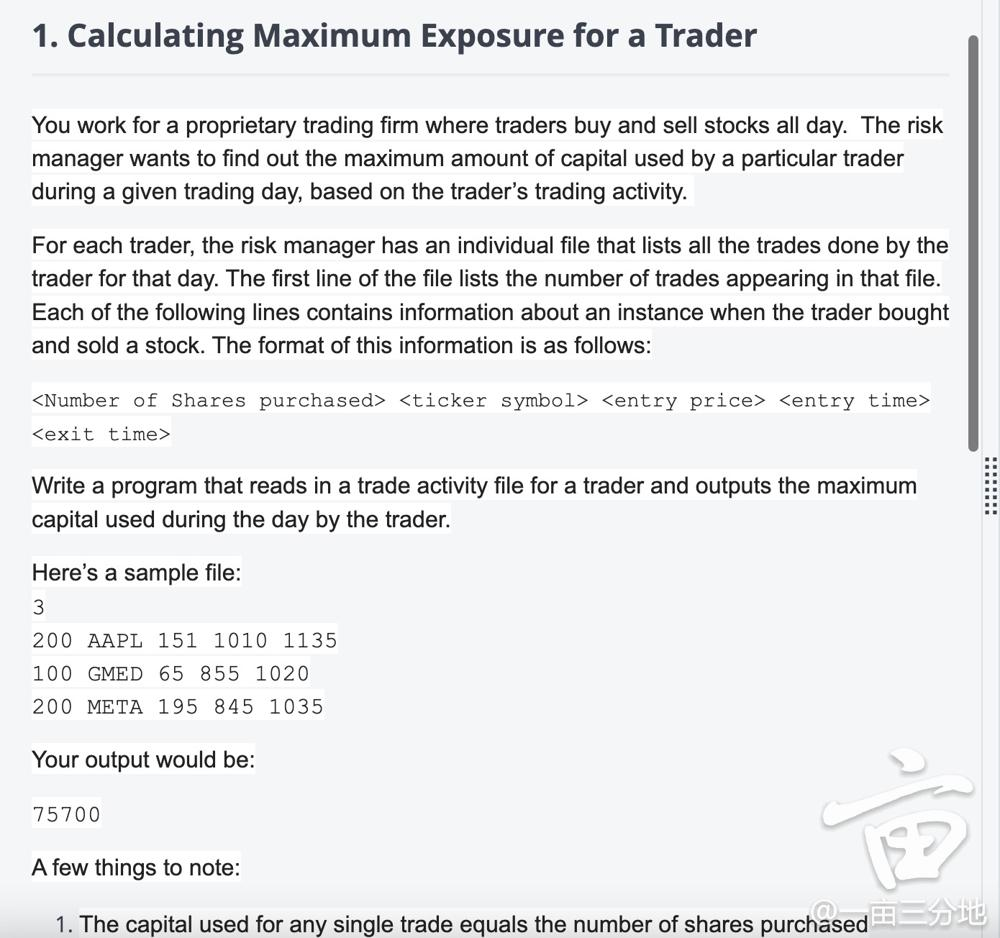 1. Calculating Maximum Exposure for a Trader
You work for a proprietary trading firm where traders buy and sell stocks all day.  The risk
manager wants to find out the maximum amount of capital used by a particular trader
during a given trading day, based on the trader’s trading activity.
For each trader, the risk manager has an individual file that lists all the trades done by the
trader for that day. The first line of the file lists the number of trades appearing in that file.
Each of the following lines contains information about an instance when the trader bought
and sold a stock. The format of this information is as follows:
<Number of Shares purchased> <ticker symbol> <entry price> <entry time>
<exit time>
Write a program that reads in a trade activity file for a trader and outputs the maximum
capital used during the day by the trader.
Here’s a sample file:
3
200 AAPL 151 1010 1135
100 GMED 65 855 1020
200 META 195 845 1035
Your output would be:
75700
A few things to note:
1. The capital used for any single trade equals the number of shares purchased
亩
@一亩三分地